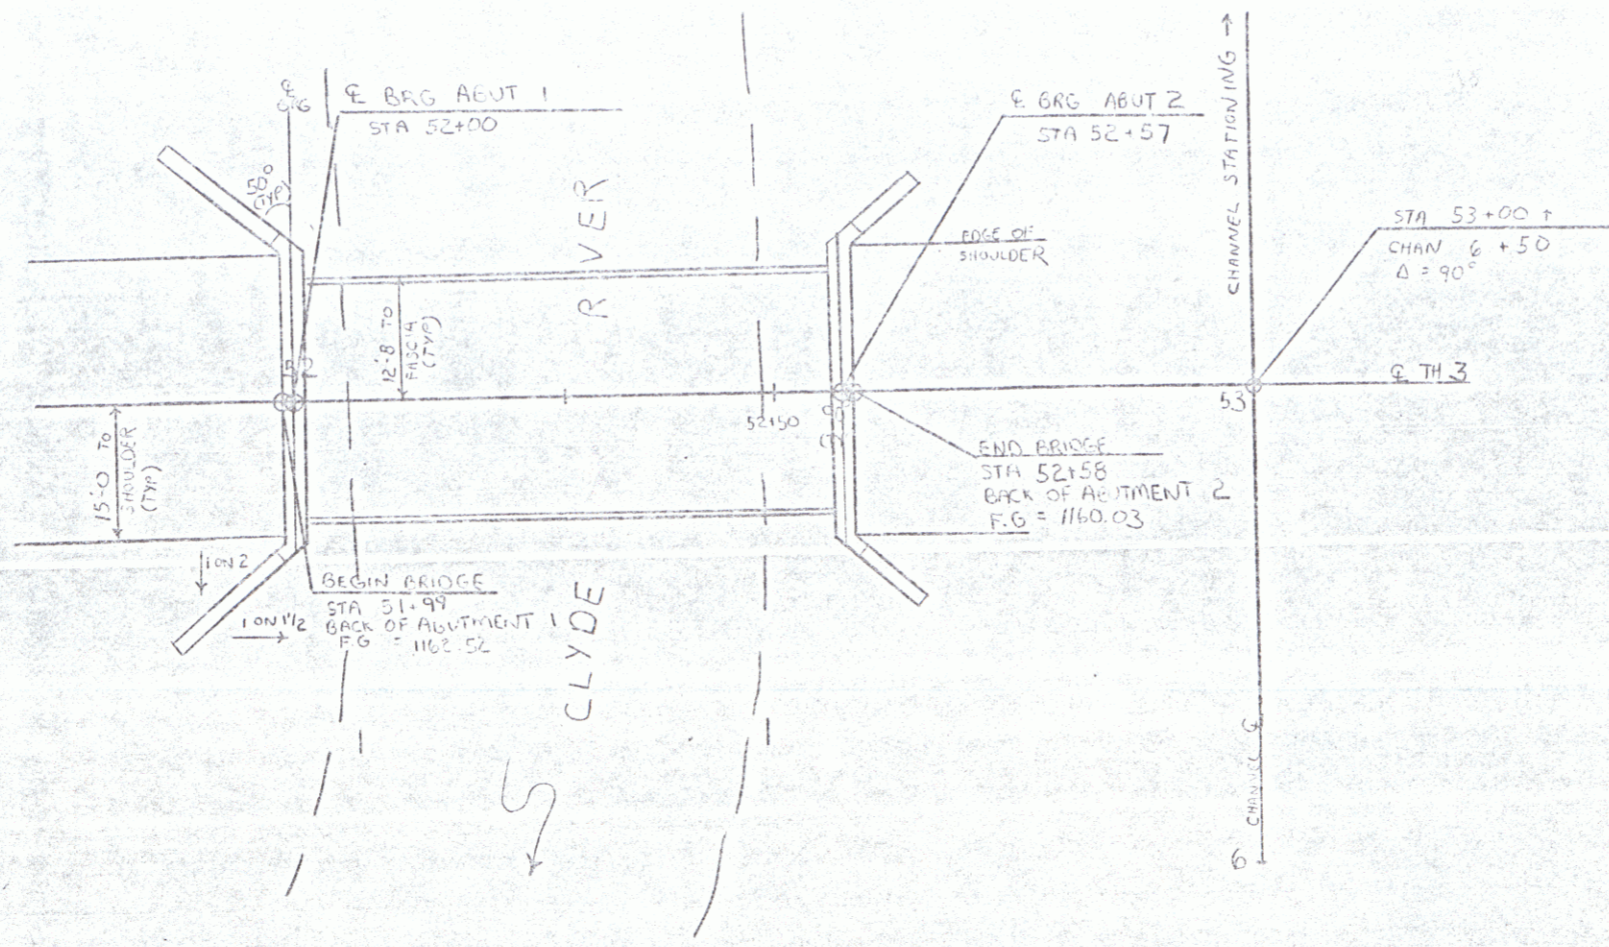 ℄ BRG ABUT 1
STA 52+00
℄ BRG ABUT 2
STA 52+57
CHANNEL STATIONING →
STA 53+00 =
CHAN 6 +50
Δ = 90°
℄
BRG
50°
(TYP)
EDGE OF
SHOULDER
R VER
12'-8 TO
FASCIA
(TYP)
℄ TH 3
53
52+50
15'-0 TO
SHOULDER
(TYP)
END BRIDGE
STA 52+58
BACK OF ABUTMENT 2
F.G = 1160.03
1 ON 2
BEGIN BRIDGE
STA 51+99
BACK OF ABUTMENT 1
F.G = 1162.52
1 ON 1½
CLYDE
CHANNEL ℄
6